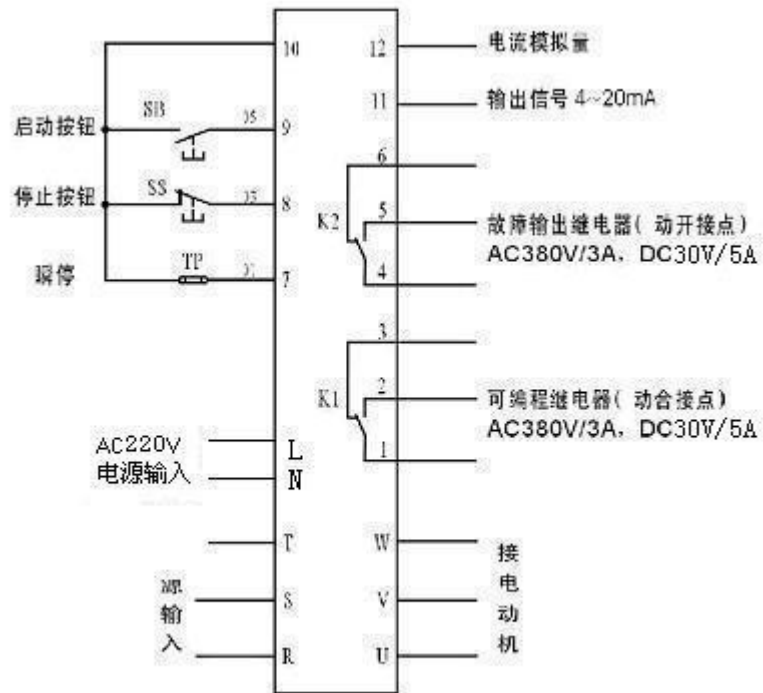 10
12
电流模拟量
11
输出信号 4~20mA
启动按钮
SB
05
9
6
停止按钮
SS
03
8
K2
5
故障输出继电器( 动开接点)
AC380V/3A, DC30V/5A
瞬停
TP
01
7
4
3
K1
2
可编程继电器( 动合接点)
AC380V/3A, DC30V/5A
1
AC220V
电源输入
L
N
T
W
源输入
S
V
接电动机
R
U